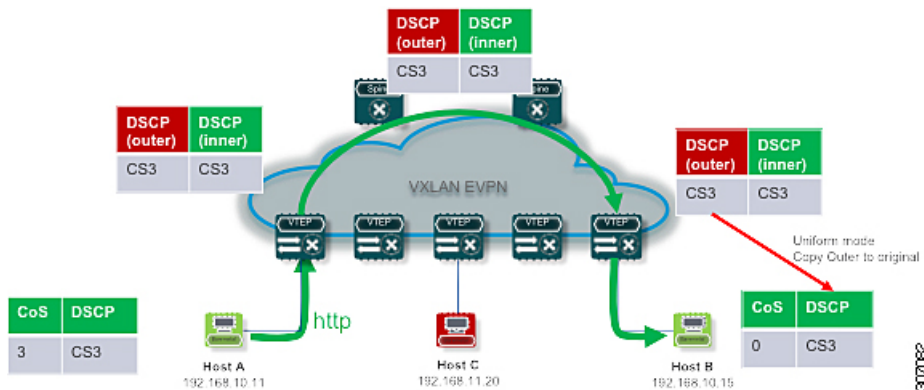 DSCP (outer) DSCP (inner)
CS3 CS3
Spine Spine
DSCP (outer) DSCP (inner)
CS3 CS3
DSCP (outer) DSCP (inner)
CS3 CS3
VXLAN EVPN
VTEP VTEP VTEP VTEP VTEP
Uniform mode
Copy Outer to original
CoS DSCP
3 CS3
http
CoS DSCP
0 CS3
Host A
192.168.10.11
Host C
192.168.11.20
Host B
192.168.10.15